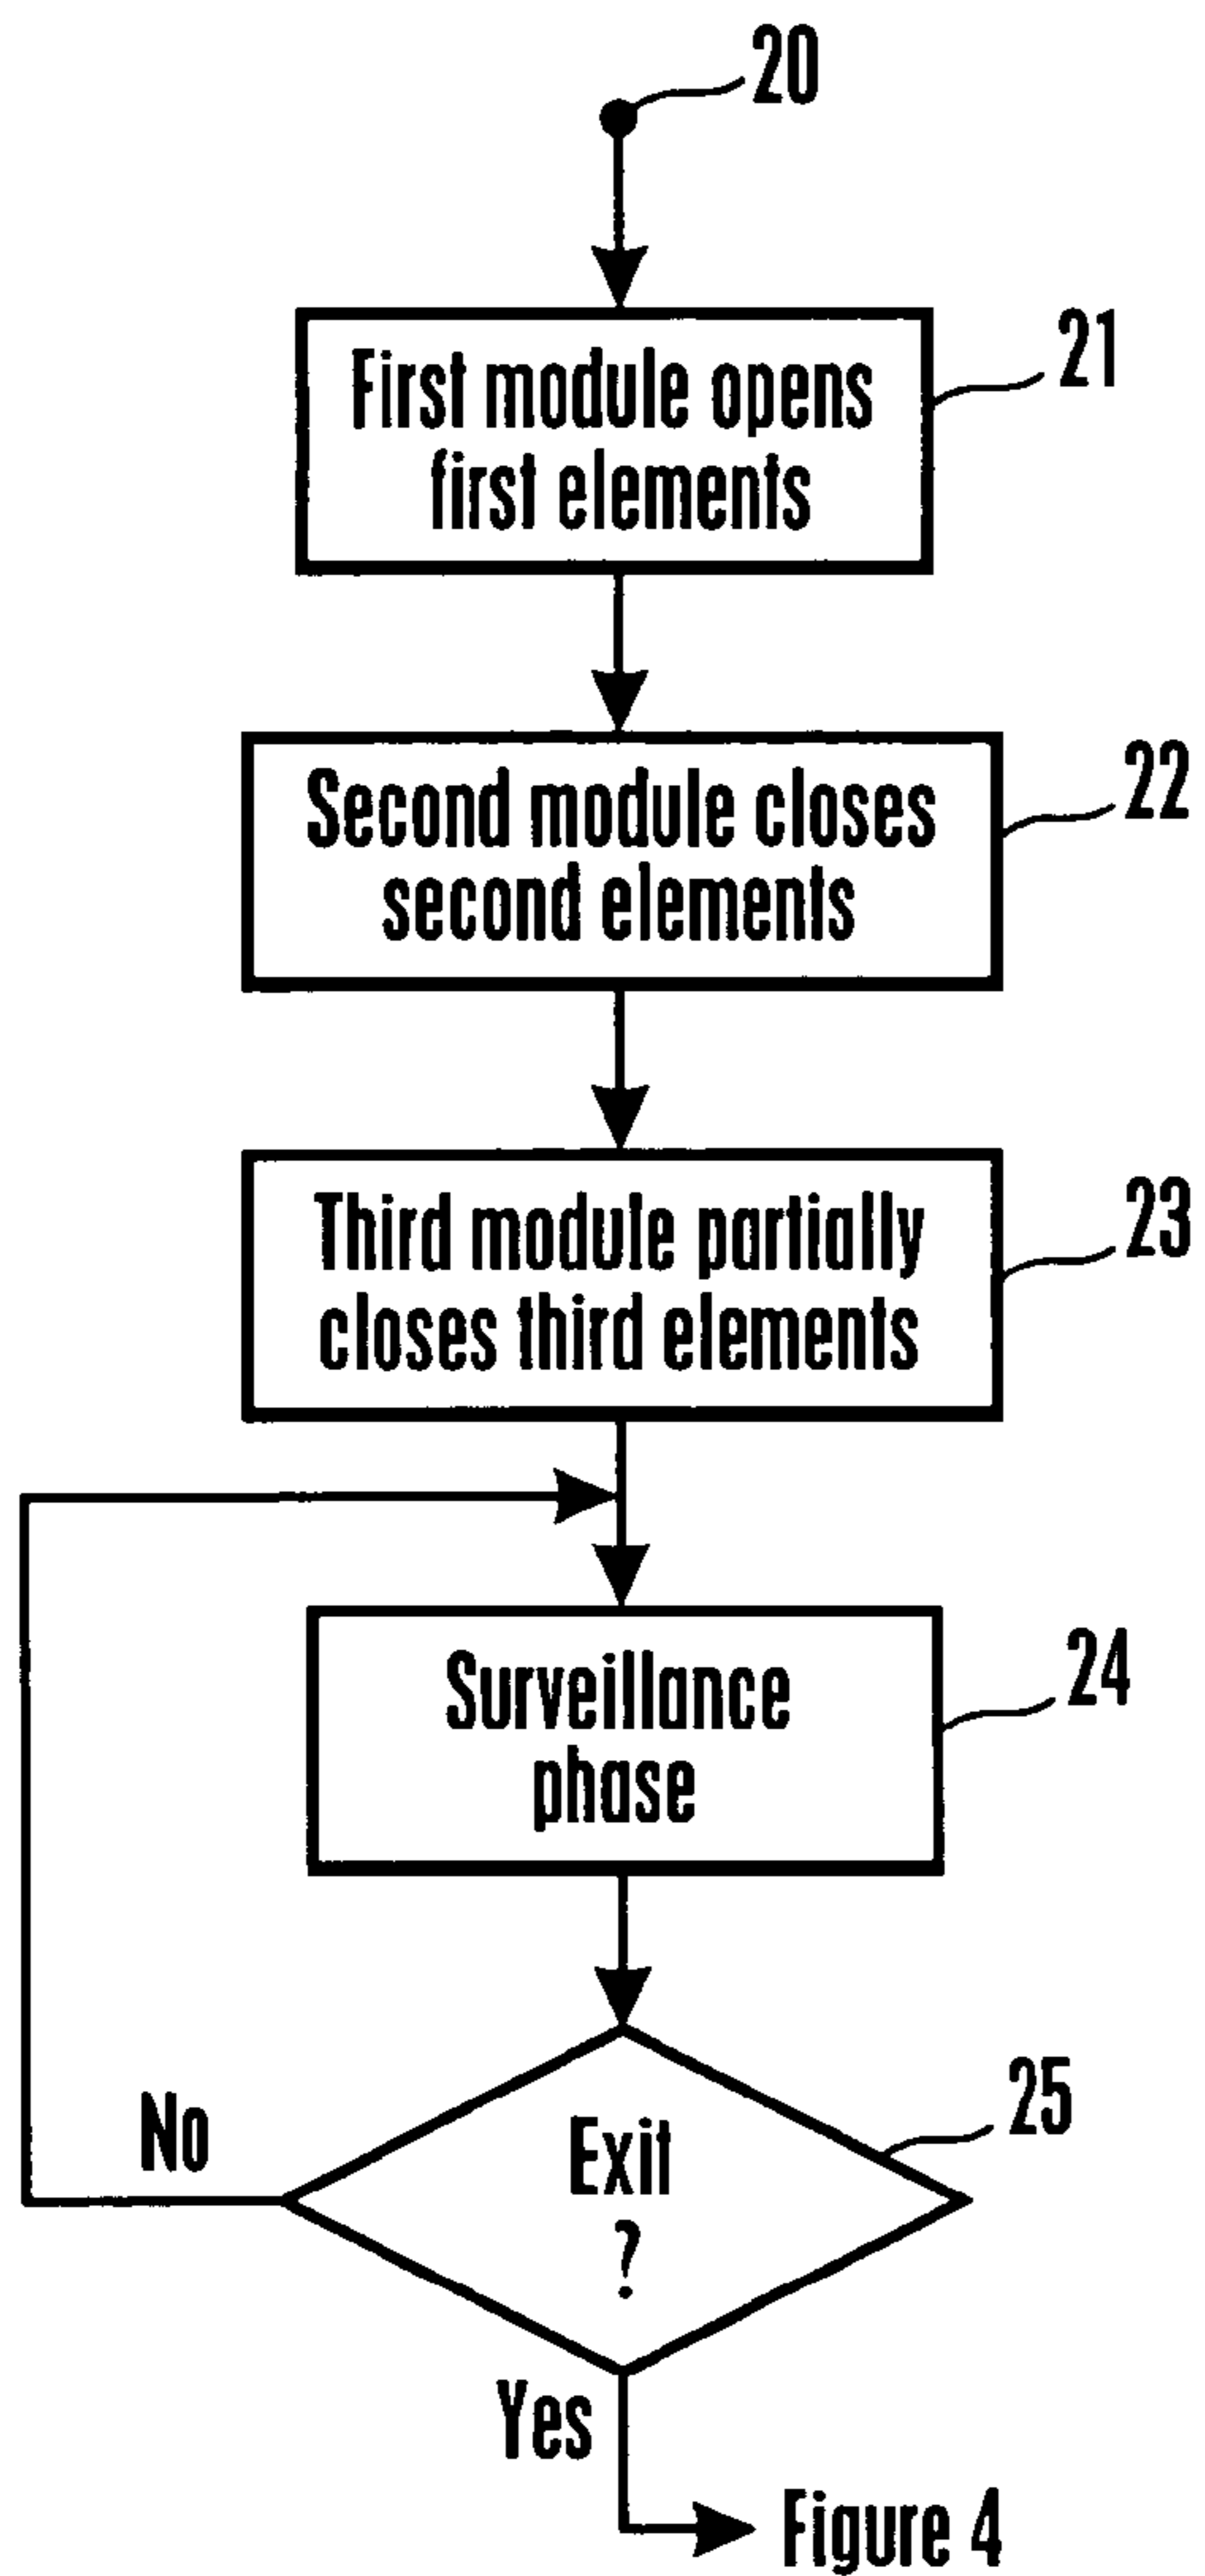 20
First module opens
first elements
21
Second module closes
second elements
22
Third module partially
closes third elements
23
Surveillance
phase
24
Exit
?
25
No
Yes
Figure 4